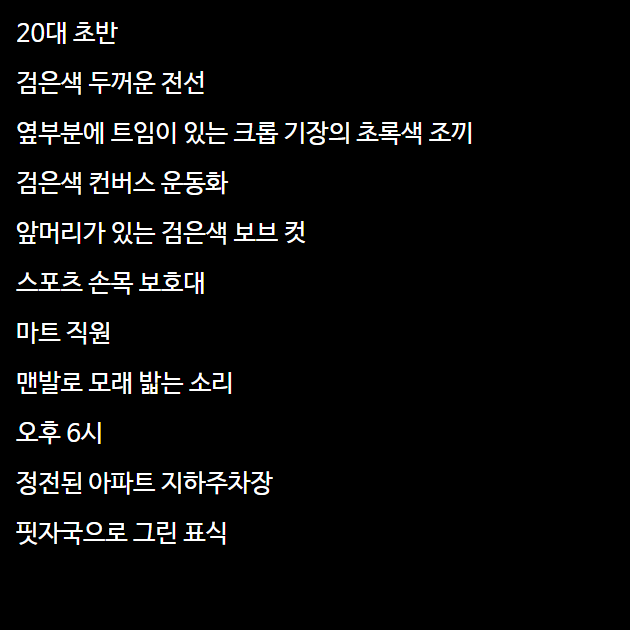 20대 초반
검은색 두꺼운 전선
옆부분에 트임이 있는 크롭 기장의 초록색 조끼
검은색 컨버스 운동화
앞머리가 있는 검은색 보브 컷
스포츠 손목 보호대
마트 직원
맨발로 모래 밟는 소리
오후 6시
정전된 아파트 지하주차장
핏자국으로 그린 표식